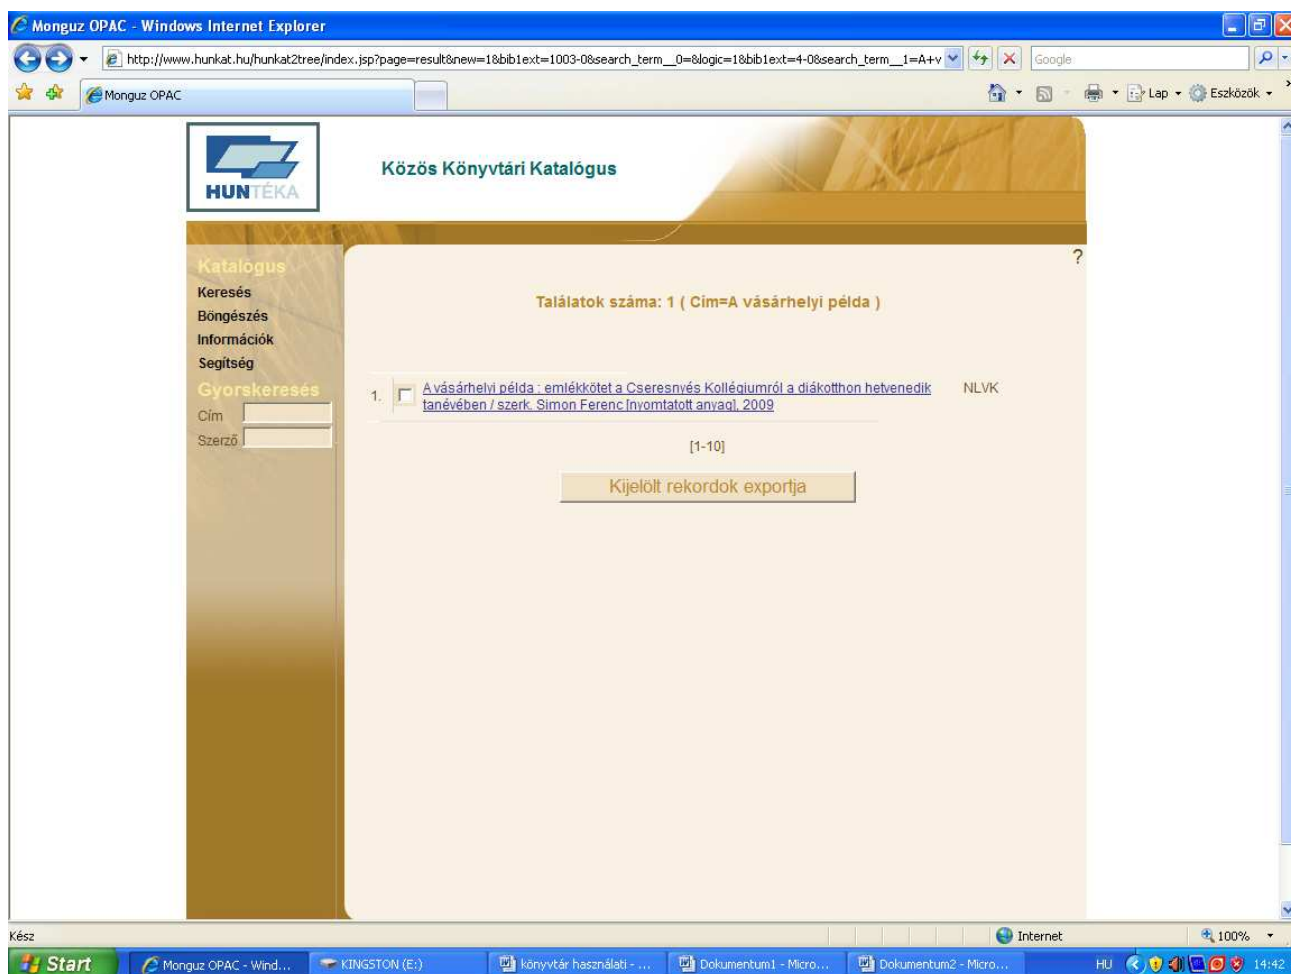 Monguz OPAC - Windows Internet Explorer
http://www.hunkat.hu/hunkat2tree/index.jsp?page=result&new=1&bib1ext=1003-0&search_term__0=&logic=1&bib1ext=4-0&search_term__1=A+v
Google
Monguz OPAC
Lap
Eszközök
HUNTÉKA
Közös Könyvtári Katalógus
?
Katalógus
Keresés
Böngészés
Információk
Segítség
Gyorskeresés
Cím
Szerző
Találatok száma: 1 ( Cím=A vásárhelyi példa )
1. A vásárhelyi példa : emlékkötet a Cseresnyés Kollégiumról a diákotthon hetvenedik NLVK
tanévében / szerk. Simon Ferenc [nyomtatott anyag], 2009
[1-10]
Kijelölt rekordok exportja
Kész
Internet
100%
Start
Monguz OPAC - Wind...
KINGSTON (E:)
könyvtár használati - ...
Dokumentum1 - Micro...
Dokumentum2 - Micro...
HU
14:42